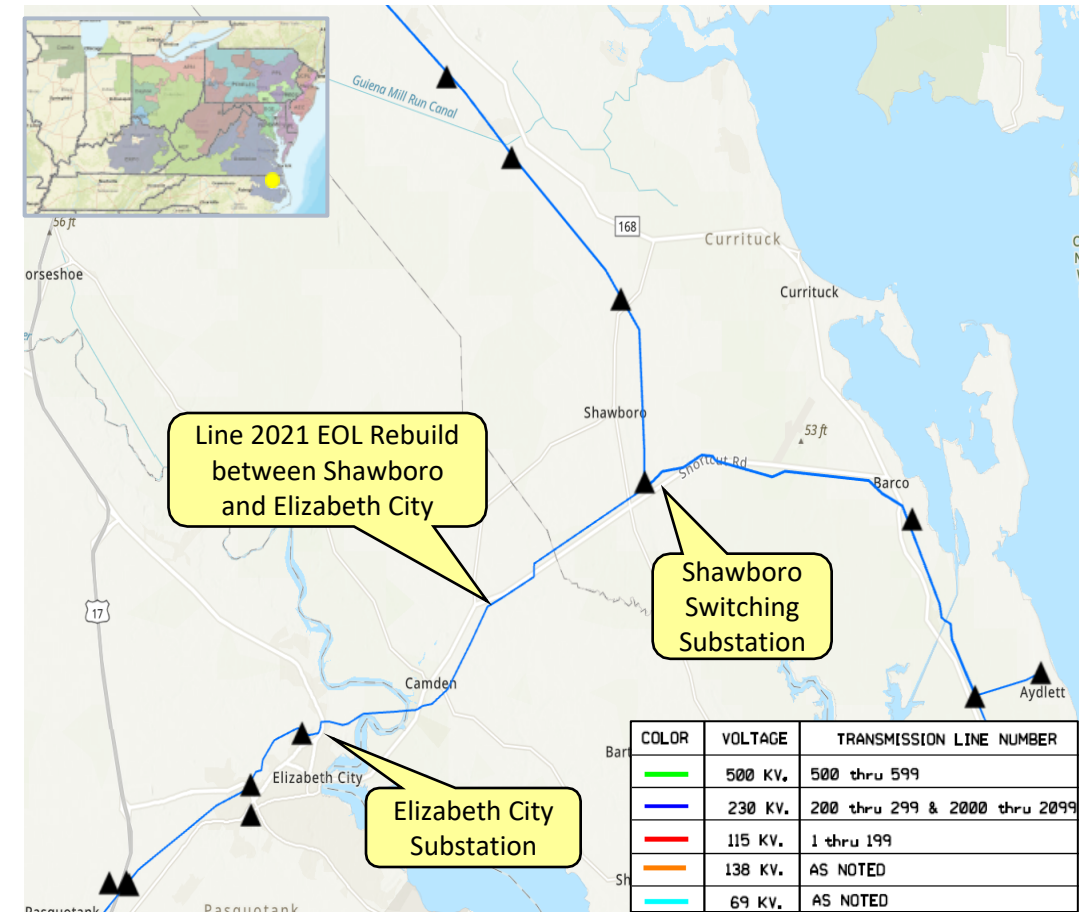 Guiena Mill Run Canal
168
Currituck
56 ft
orseshoe
Currituck
Shawboro
53 ft
Line 2021 EOL Rebuild
between Shawboro
and Elizabeth City
Shortcut Rd
Barco
Shawboro
Switching
Substation
17
Camden
Aydlett
Elizabeth City
Elizabeth City
Substation
Bart
Sh
Pasquotank
Pasquotank
COLOR VOLTAGE TRANSMISSION LINE NUMBER
500 KV. 500 thru 599
230 KV. 200 thru 299 & 2000 thru 2099
115 KV. 1 thru 199
138 KV. AS NOTED
69 KV. AS NOTED